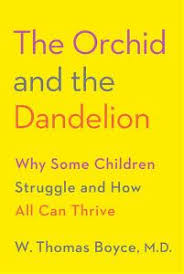 The Orchid
and the
Dandelion
Why Some Children
Struggle and How
All Can Thrive
W. Thomas Boyce, M.D.